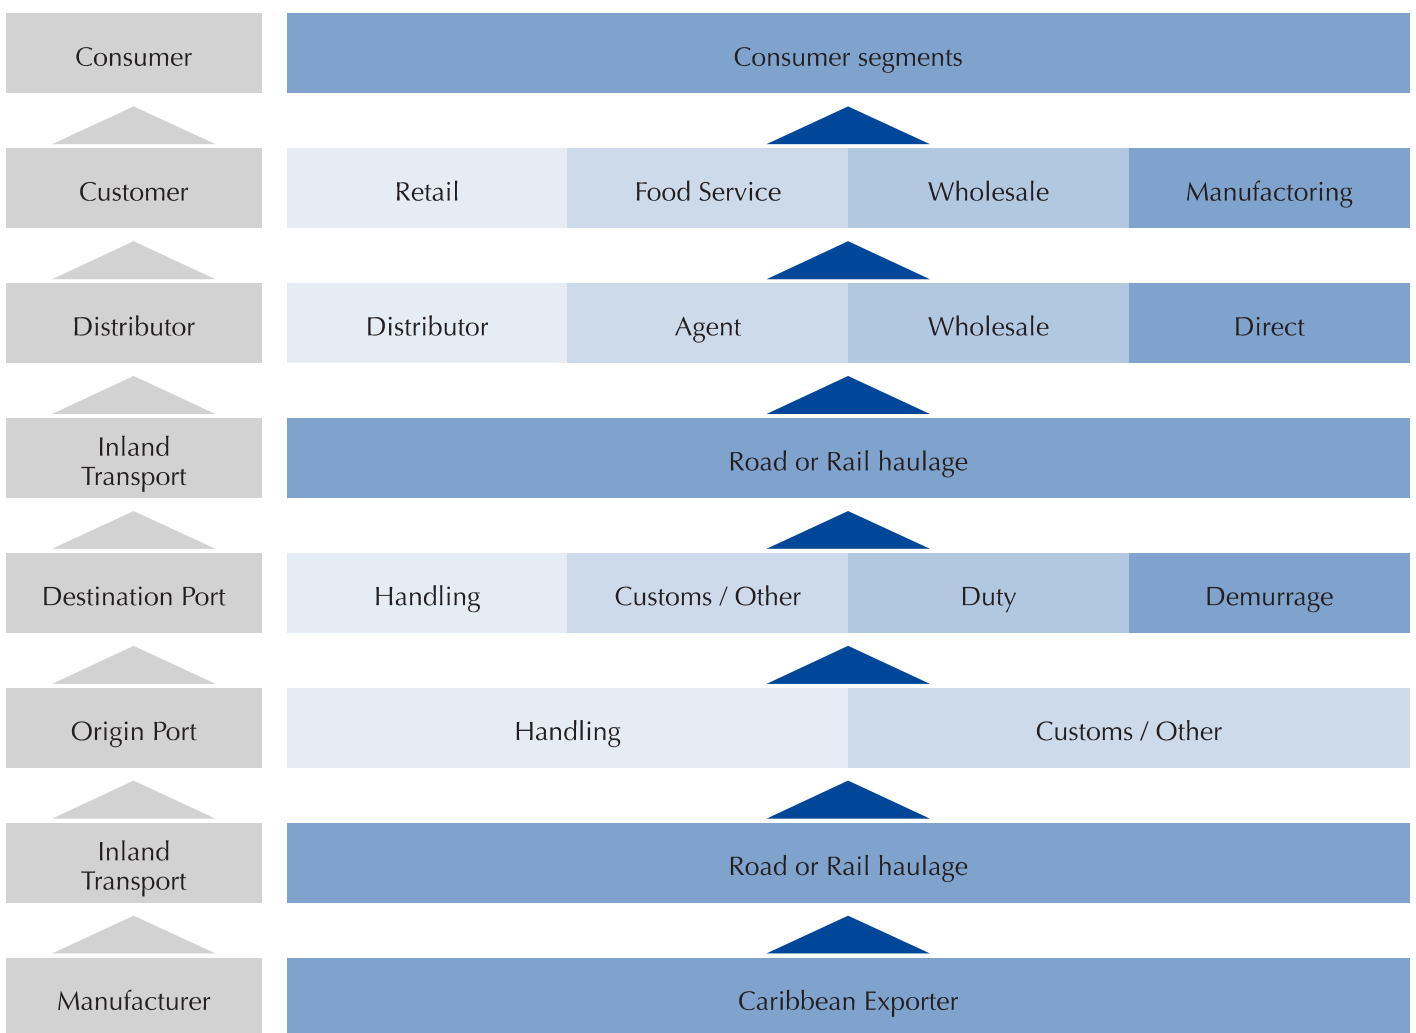 Consumer
Consumer segments
Customer
Retail
Food Service
Wholesale
Manufactoring
Distributor
Distributor
Agent
Wholesale
Direct
Inland
Transport
Road or Rail haulage
Destination Port
Handling
Customs / Other
Duty
Demurrage
Origin Port
Handling
Customs / Other
Inland
Transport
Road or Rail haulage
Manufacturer
Caribbean Exporter